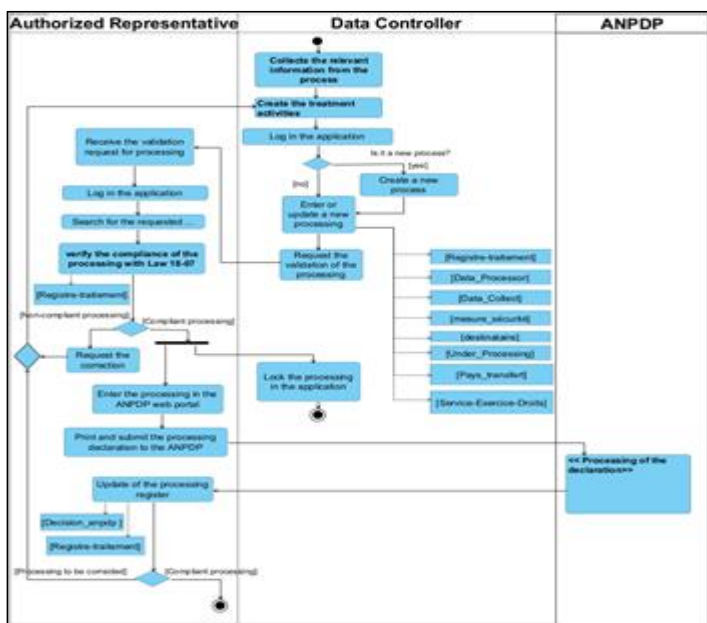 Authorized Representative
Data Controller
ANPDP
Collects the relevant
information from the
process
Create the treatment
activities
Log in the application
Is it a new process?
[yes]
[no]
Create a new
process
Enter or
update a new
processing
Request the
validation of the
processing
Receive the validation
request for processing
Log in the application
Search for the requested ...
verify the compliance of the
processing with Law 18-07
[Registre-traitement]
[Non-compliant processing]
[Compliant processing]
Request the
correction
Enter the processing in the
ANPDP web portal
Print and submit the processing
declaration to the ANPDP
Lock the processing
in the application
[Registre-traitement]
[Data_Processor]
[Data_Collect]
[mesure_sécurité]
[destinataires]
[Under_Processing]
[Pays_transfert]
[Service-Exercice-Droits]
<< Processing of the
declaration>>
Update of the processing
register
[Decision_anpdp ]
[Registre-traitement]
[Processing to be corrected]
[Compliant processing]